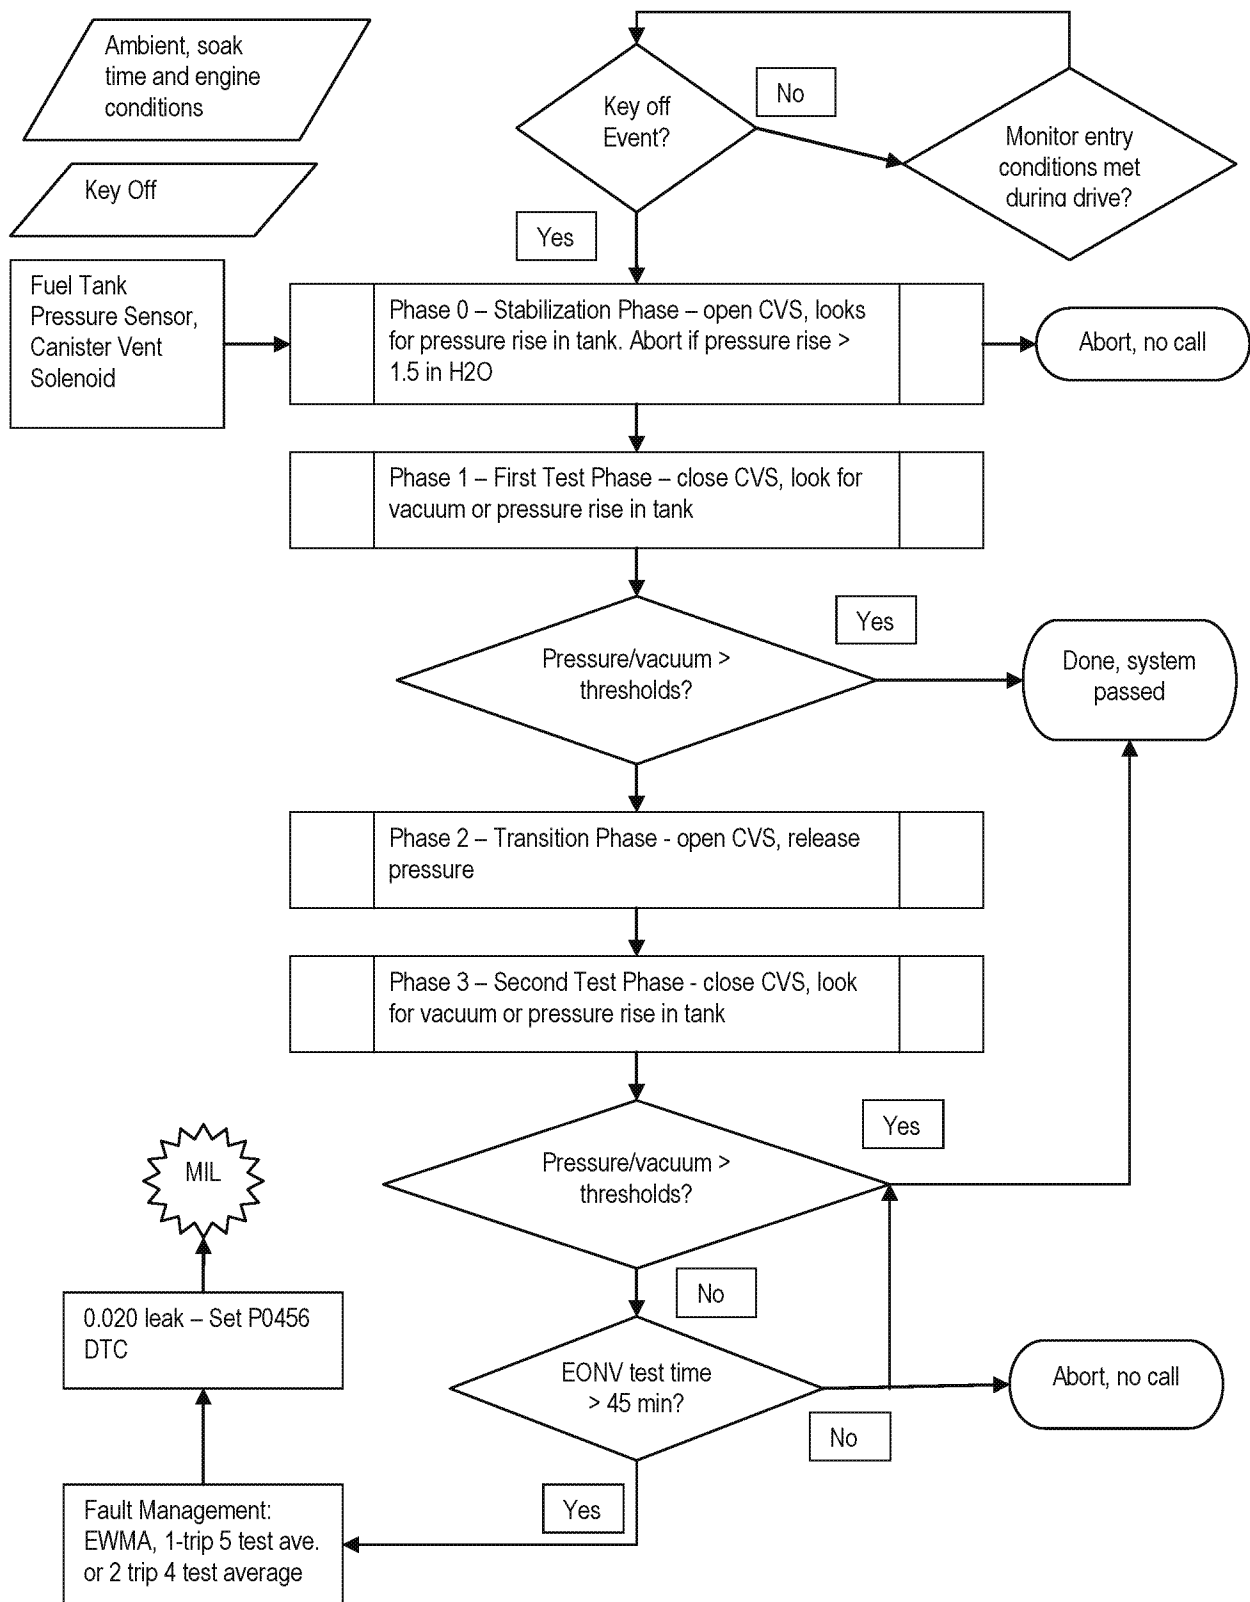 Ambient, soak
time and engine
conditions
Key off
Event?
No
Monitor entry
conditions met
during drive?
Key Off
Yes
Fuel Tank
Pressure Sensor,
Canister Vent
Solenoid
Phase 0 – Stabilization Phase – open CVS, looks
for pressure rise in tank. Abort if pressure rise >
1.5 in H2O
Abort, no call
Phase 1 – First Test Phase – close CVS, look for
vacuum or pressure rise in tank
Pressure/vacuum >
thresholds?
Yes
Done, system
passed
Phase 2 – Transition Phase - open CVS, release
pressure
Phase 3 – Second Test Phase - close CVS, look
for vacuum or pressure rise in tank
Pressure/vacuum >
thresholds?
Yes
MIL
No
0.020 leak – Set P0456
DTC
EONV test time
> 45 min?
Abort, no call
No
Yes
Fault Management:
EWMA, 1-trip 5 test ave.
or 2 trip 4 test average